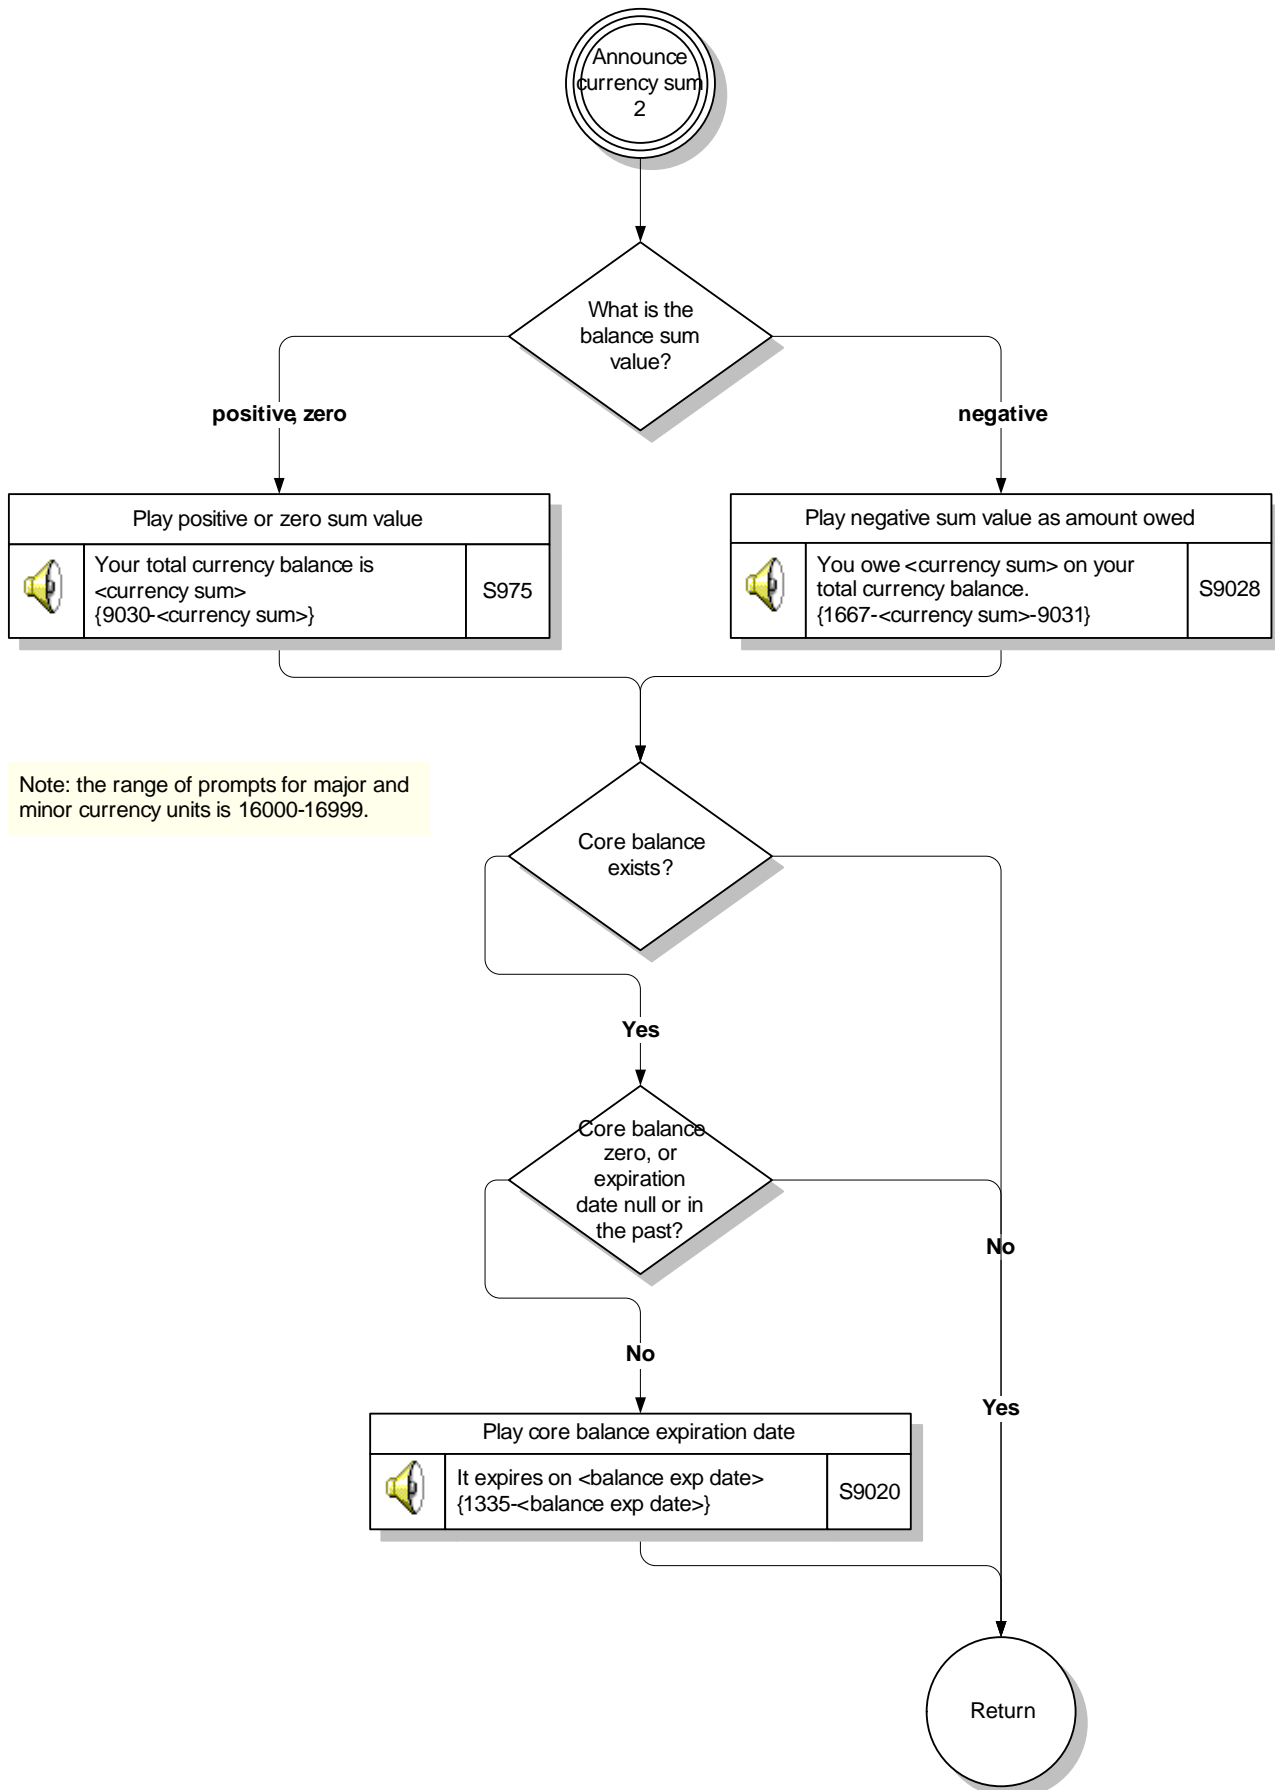 Announce
currency sum
2
What is the
balance sum
value?
positive, zero
negative
Play positive or zero sum value
Your total currency balance is
<currency sum>
{9030-<currency sum>}
S975
Play negative sum value as amount owed
You owe <currency sum> on your
total currency balance.
{1667-<currency sum>-9031}
S9028
Note: the range of prompts for major and
minor currency units is 16000-16999.
Core balance
exists?
Yes
Core balance
zero, or
expiration
date null or in
the past?
No
No
Yes
Play core balance expiration date
It expires on <balance exp date>
{1335-<balance exp date>}
S9020
Return